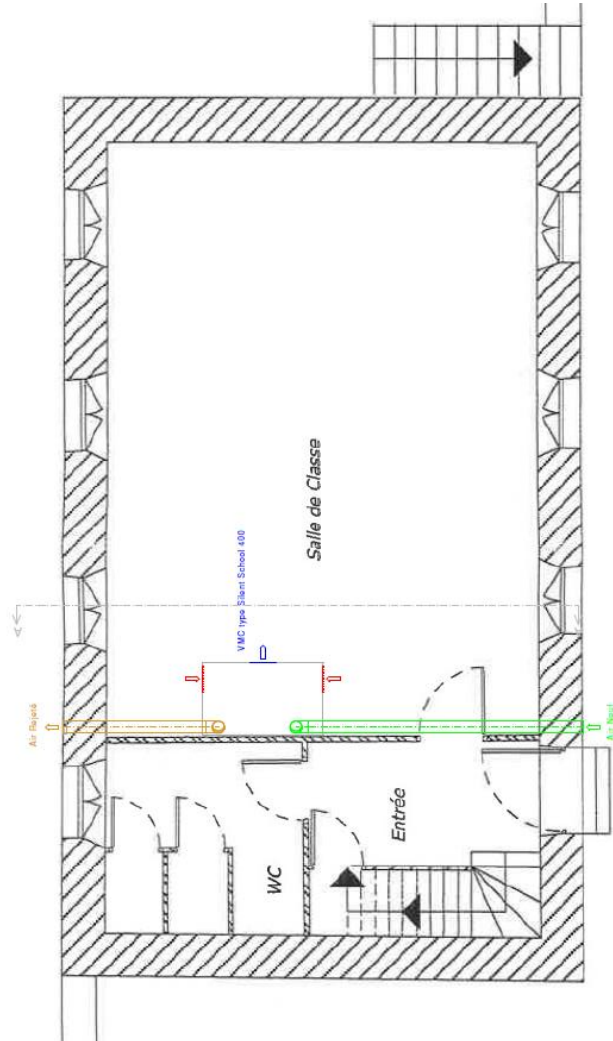 Salle de Classe
VMC type Silent School 400
Air Rejeté
Air Neuf
Entrée
WC
A
A